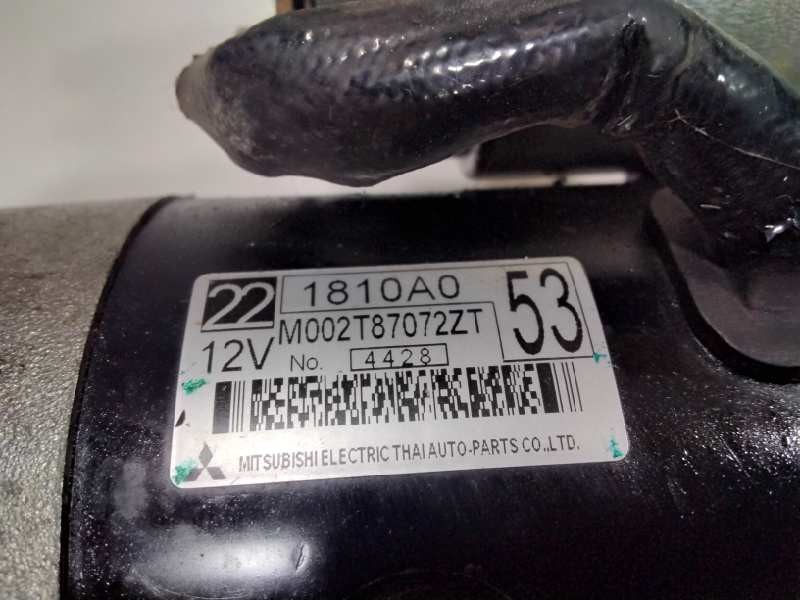 22 1810A0 53
M002T87072ZT
12V No. 4428
MITSUBISHI ELECTRIC THAI AUTO-PARTS CO.,LTD.